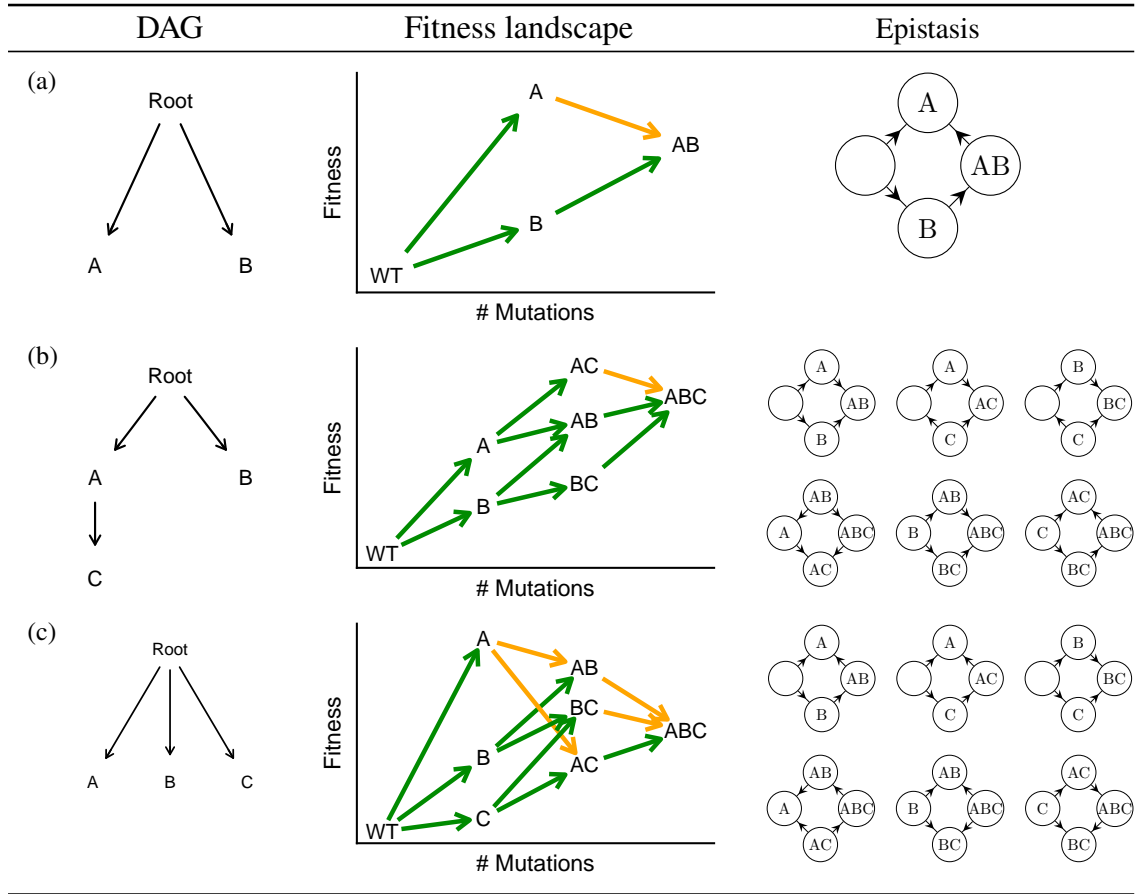 DAG Fitness landscape Epistasis
(a)
Root
A B
Fitness
A
AB
B
WT
# Mutations
A
AB
B
(b)
Root
A B
C
Fitness
AC
ABC
AB
A
BC
B
WT
# Mutations
A A B
AB AC BC
B C C
AB AB AC
A ABC B ABC C ABC
AC BC BC
(c)
Root
A B C
Fitness
A
AB
BC
ABC
B
AC
C
WT
# Mutations
A A B
AB AC BC
B C C
AB AB AC
A ABC B ABC C ABC
AC BC BC